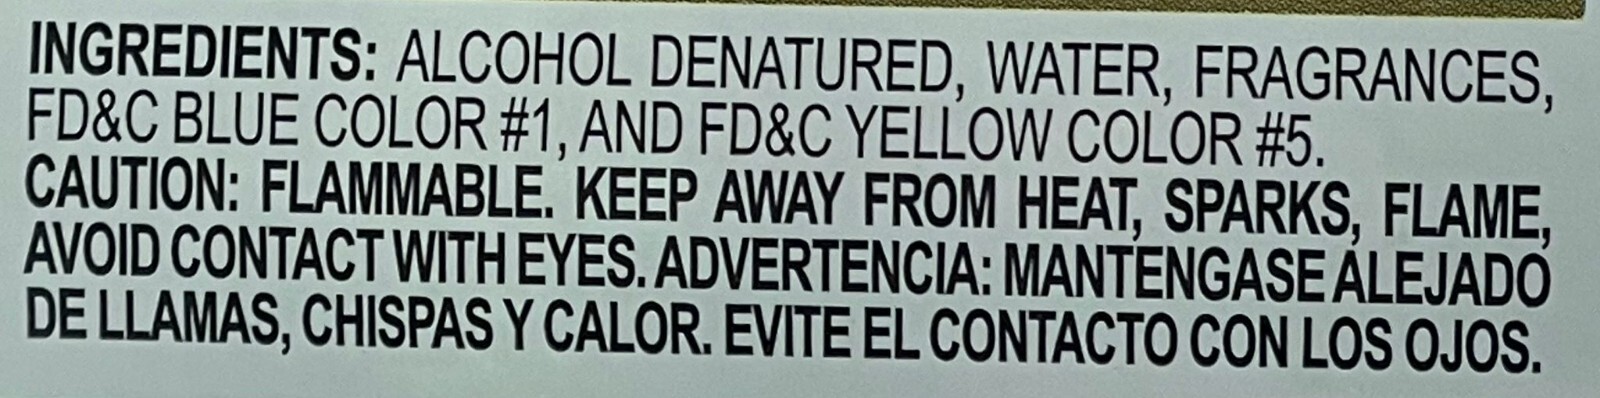 INGREDIENTS: ALCOHOL DENATURED, WATER, FRAGRANCES,
FD&C BLUE COLOR #1, AND FD&C YELLOW COLOR #5.
CAUTION: FLAMMABLE. KEEP AWAY FROM HEAT, SPARKS, FLAME,
AVOID CONTACT WITH EYES. ADVERTENCIA: MANTENGASE ALEJADO
DE LLAMAS, CHISPAS Y CALOR. EVITE EL CONTACTO CON LOS OJOS.